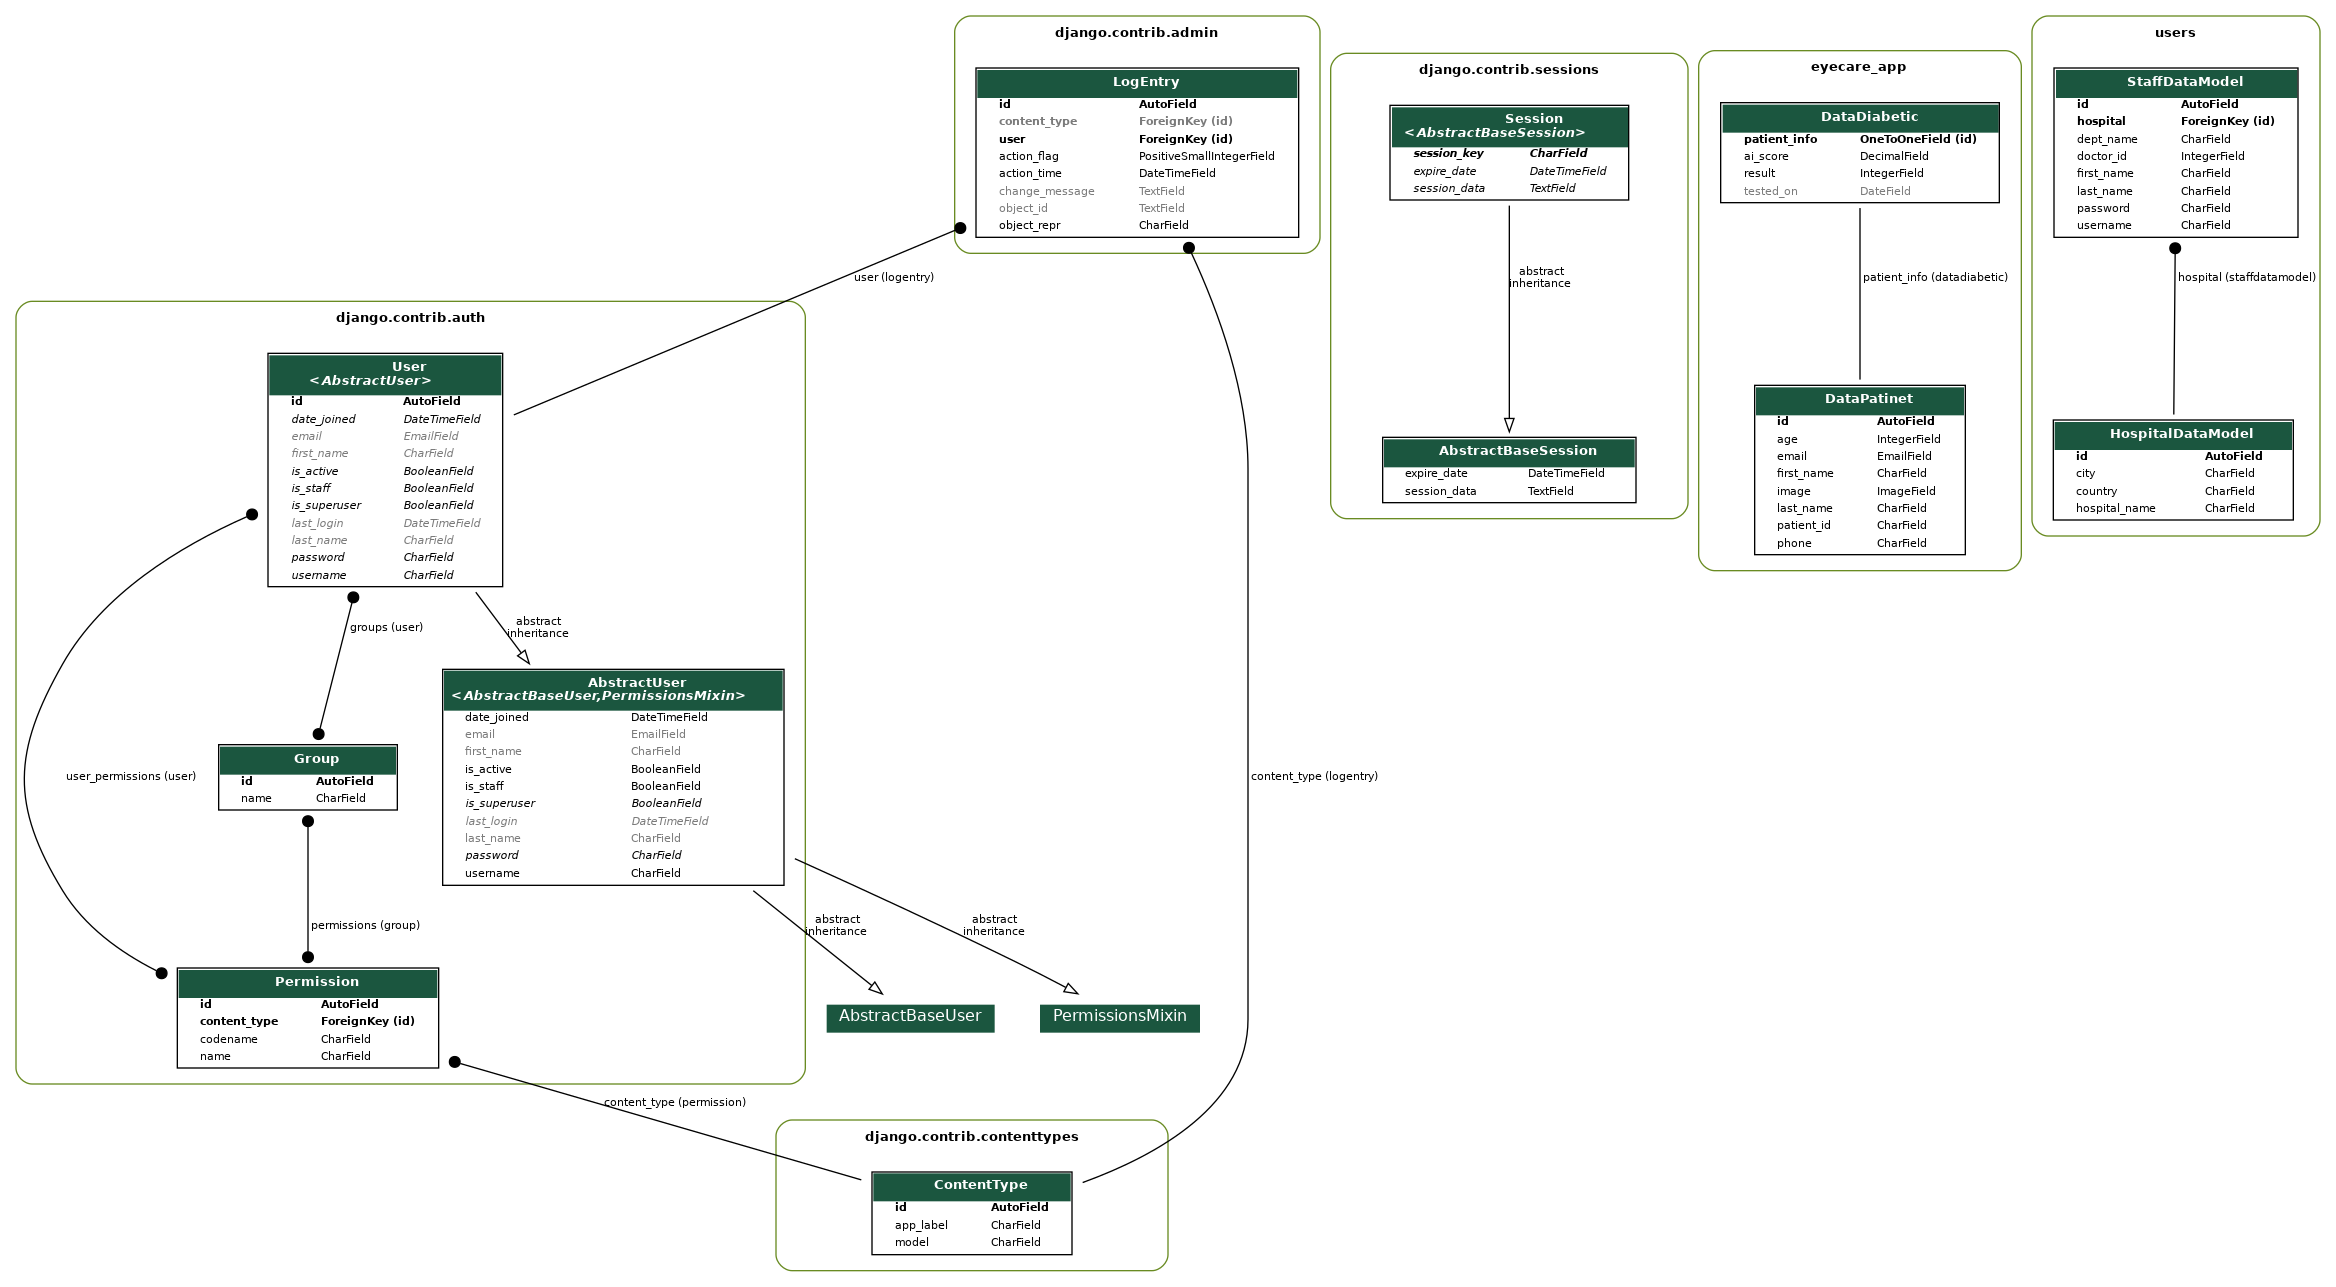 django.contrib.admin
LogEntry
id AutoField
content_type ForeignKey (id)
user ForeignKey (id)
action_flag PositiveSmallIntegerField
action_time DateTimeField
change_message TextField
object_id TextField
object_repr CharField
django.contrib.sessions
Session
<AbstractBaseSession>
session_key CharField
expire_date DateTimeField
session_data TextField
abstract
inheritance
AbstractBaseSession
expire_date DateTimeField
session_data TextField
eyecare_app
DataDiabetic
patient_info OneToOneField (id)
ai_score DecimalField
result IntegerField
tested_on DateField
patient_info (datadiabetic)
DataPatinet
id AutoField
age IntegerField
email EmailField
first_name CharField
image ImageField
last_name CharField
patient_id CharField
phone CharField
users
StaffDataModel
id AutoField
hospital ForeignKey (id)
dept_name CharField
doctor_id IntegerField
first_name CharField
last_name CharField
password CharField
username CharField
hospital (staffdatamodel)
HospitalDataModel
id AutoField
city CharField
country CharField
hospital_name CharField
user (logentry)
django.contrib.auth
User
<AbstractUser>
id AutoField
date_joined DateTimeField
email EmailField
first_name CharField
is_active BooleanField
is_staff BooleanField
is_superuser BooleanField
last_login DateTimeField
last_name CharField
password CharField
username CharField
groups (user)
abstract
inheritance
AbstractUser
<AbstractBaseUser,PermissionsMixin>
date_joined DateTimeField
email EmailField
first_name CharField
is_active BooleanField
is_staff BooleanField
is_superuser BooleanField
last_login DateTimeField
last_name CharField
password CharField
username CharField
Group
id AutoField
name CharField
user_permissions (user)
content_type (logentry)
permissions (group)
abstract
inheritance
abstract
inheritance
Permission
id AutoField
content_type ForeignKey (id)
codename CharField
name CharField
AbstractBaseUser
PermissionsMixin
content_type (permission)
django.contrib.contenttypes
ContentType
id AutoField
app_label CharField
model CharField